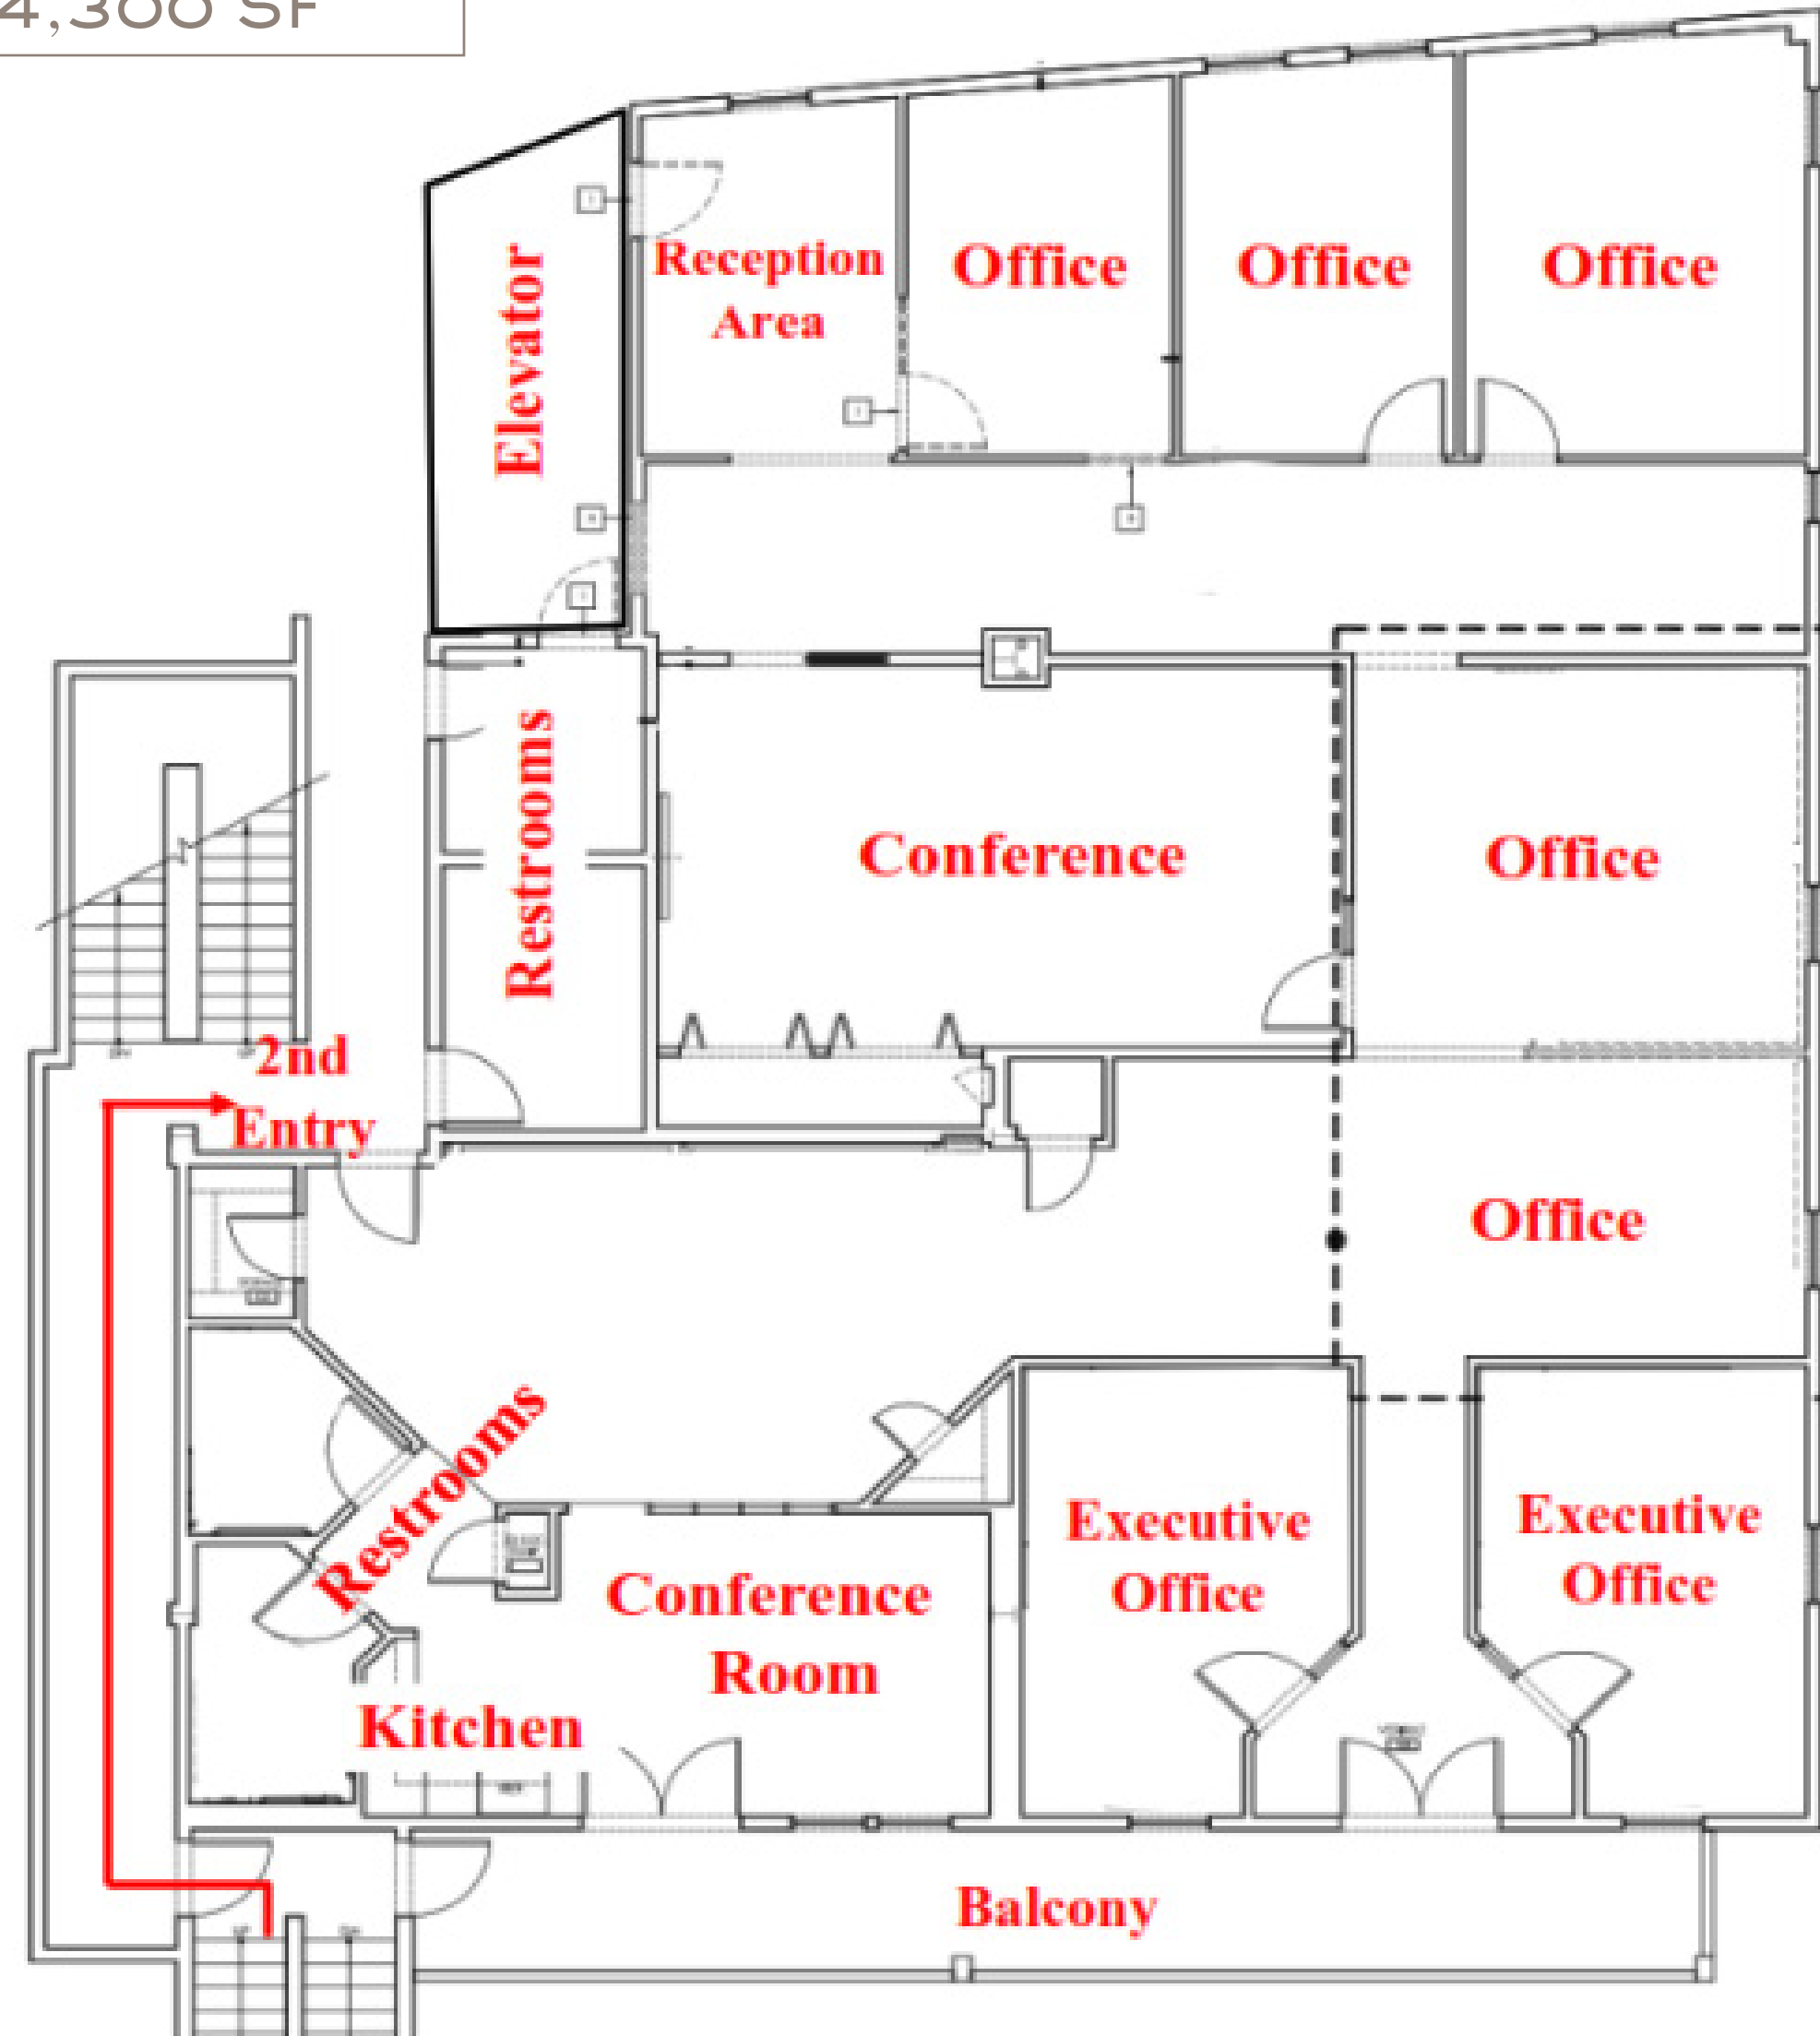 4,300 SF
Elevator
Reception
Area
Office
Office
Office
Restrooms
Conference
Office
2nd
Entry
Office
Restrooms
Conference
Room
Kitchen
Executive
Office
Executive
Office
Balcony